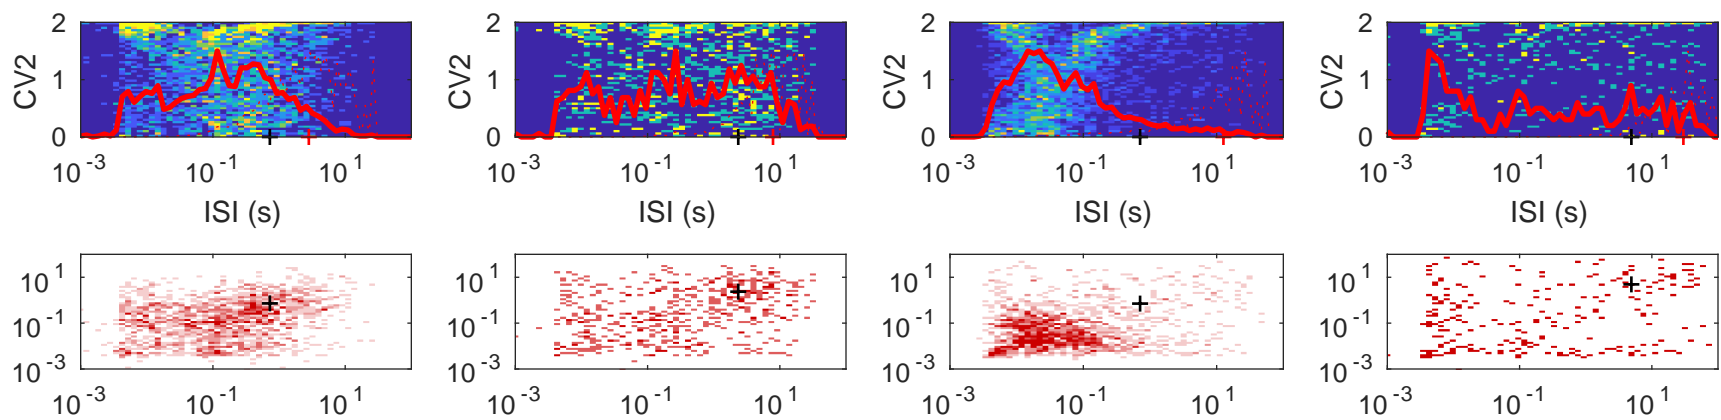 2 2 2 2
CV2 CV2 CV2 CV2
1 1 1 1
0 0 0 0
10^-3 10^-1 10^1 10^-3 10^-1 10^1 10^-3 10^-1 10^1 10^-3 10^-1 10^1
ISI (s) ISI (s) ISI (s) ISI (s)
10^1 10^1 10^1 10^1
10^-1 10^-1 10^-1 10^-1
10^-3 10^-3 10^-3 10^-3
10^-3 10^-1 10^1 10^-3 10^-1 10^1 10^-3 10^-1 10^1 10^-3 10^-1 10^1